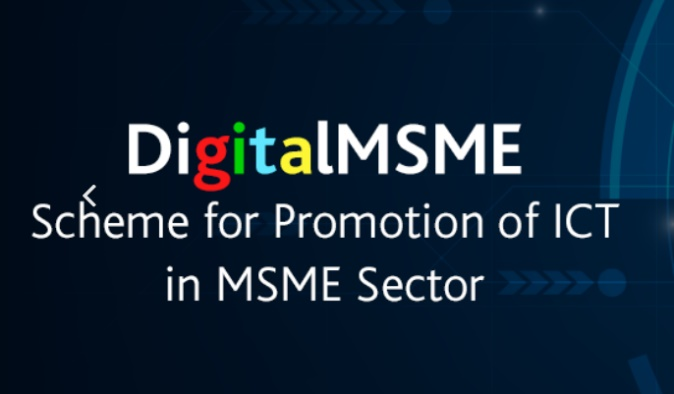 DigitalMSME
Scheme for Promotion of ICT
in MSME Sector